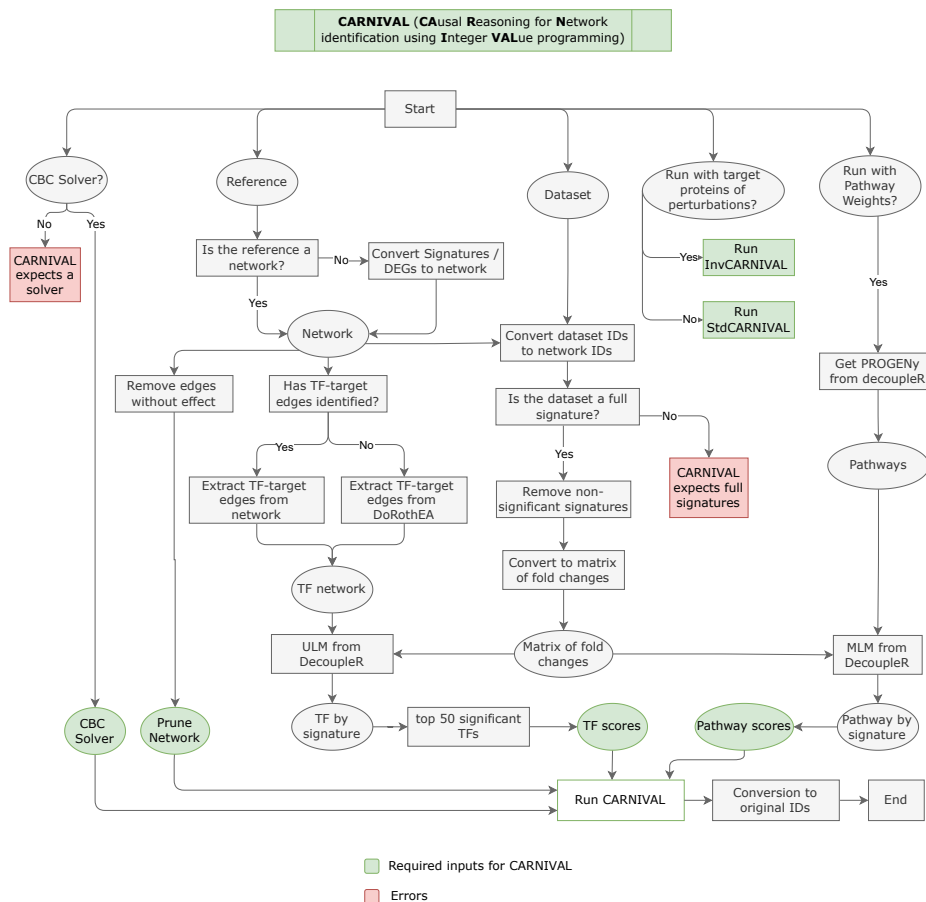 CARNIVAL (CAusal Reasoning for Network
identification using Integer VALue programming)
Start
CBC Solver?
Reference
Dataset
Run with target
proteins of
perturbations?
Run with
Pathway
Weights?
No
Yes
CARNIVAL
expects a
solver
Is the reference a
network?
No
Convert Signatures /
DEGs to network
Yes
Yes
Run
InvCARNIVAL
No
Run
StdCARNIVAL
Yes
Network
Convert dataset IDs
to network IDs
Get PROGENy
from decoupleR
Remove edges
without effect
Has TF-target
edges identified?
Is the dataset a full
signature?
No
Yes
No
Yes
CARNIVAL
expects full
signatures
Pathways
Extract TF-target
edges from
network
Extract TF-target
edges from
DoRothEA
Remove non-
significant signatures
Convert to matrix
of fold changes
TF network
ULM from
DecoupleR
Matrix of fold
changes
MLM from
DecoupleR
CBC
Solver
Prune
Network
TF by
signature
top 50 significant
TFs
TF scores
Pathway scores
Pathway by
signature
Run CARNIVAL
Conversion to
original IDs
End
Required inputs for CARNIVAL
Errors